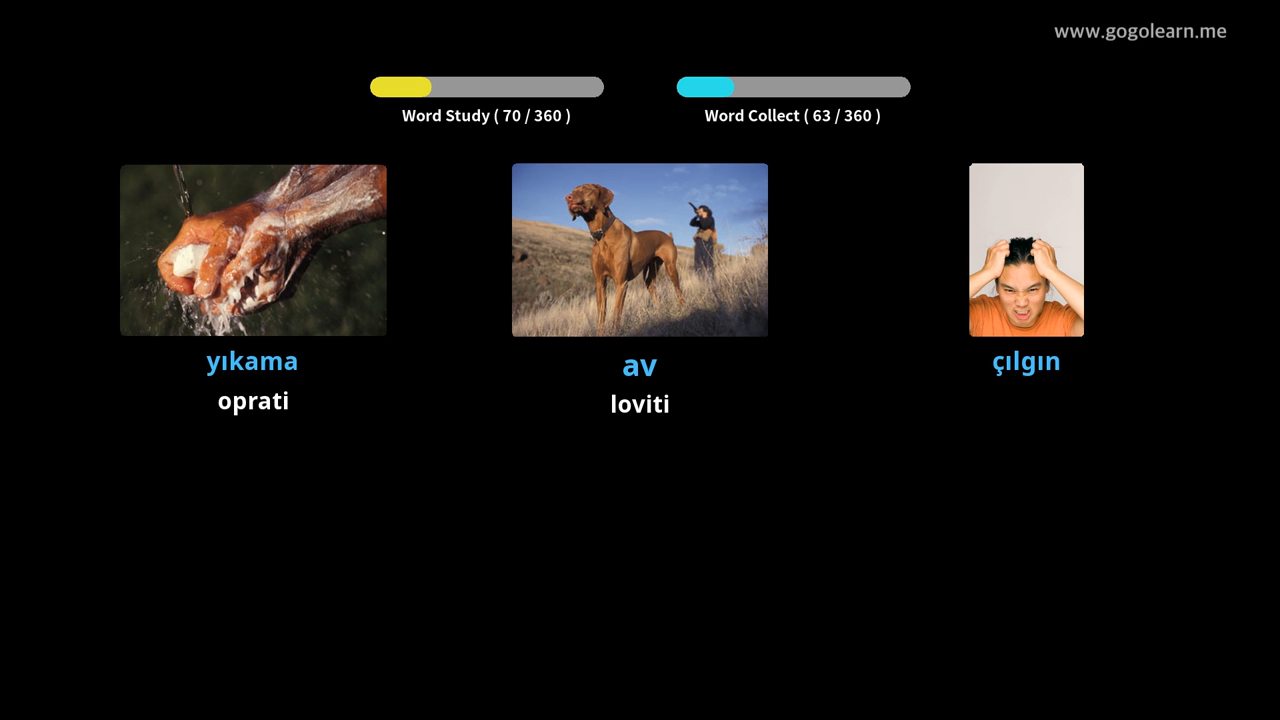 www.gogolearn.me
Word Study ( 70 / 360 )
Word Collect ( 63 / 360 )
yıkama
av
çılgın
oprati
loviti